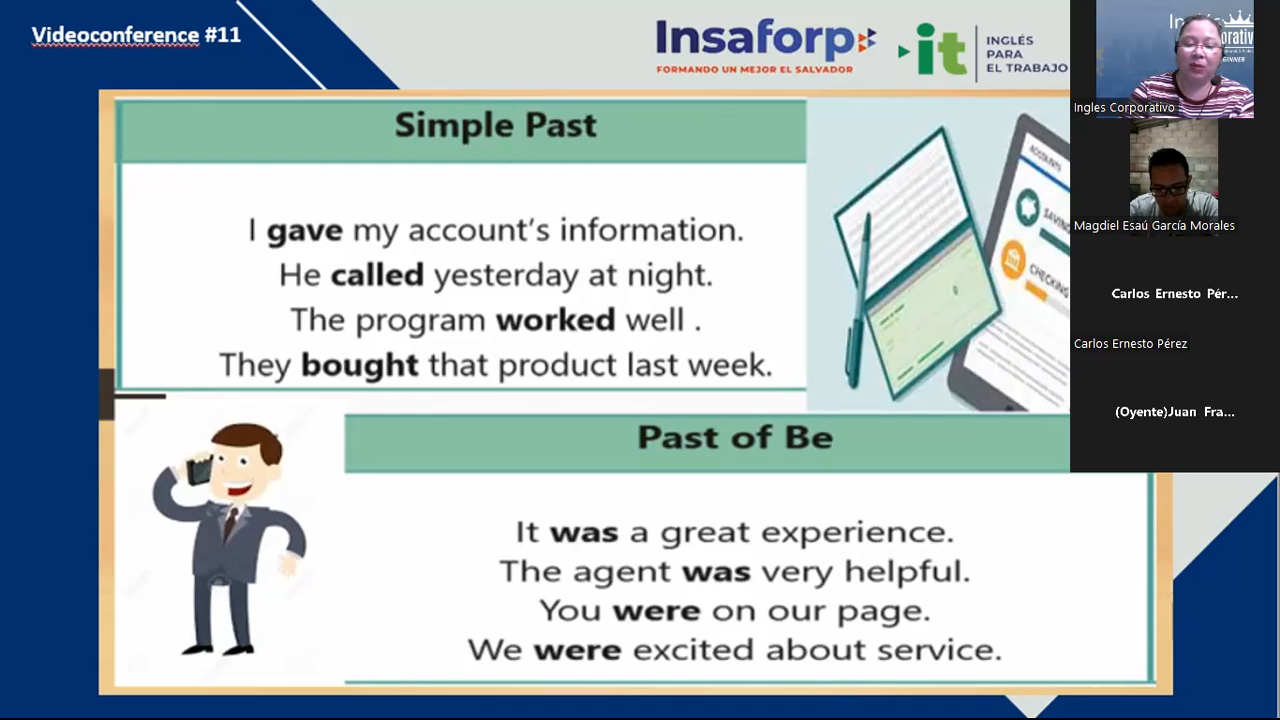 Videoconference #11
Insaforp
FORMANDO UN MEJOR EL SALVADOR
it
INGLÉS
PARA
EL TRABAJO
Simple Past
I gave my account's information.
He called yesterday at night.
The program worked well .
They bought that product last week.
ACCOUNTS
SAVIN
CHECKING
Past of Be
It was a great experience.
The agent was very helpful.
You were on our page.
We were excited about service.
Ingles Corporativo
Magdiel Esaú García Morales
Carlos Ernesto Pér...
Carlos Ernesto Pérez
(Oyente)Juan Fra...